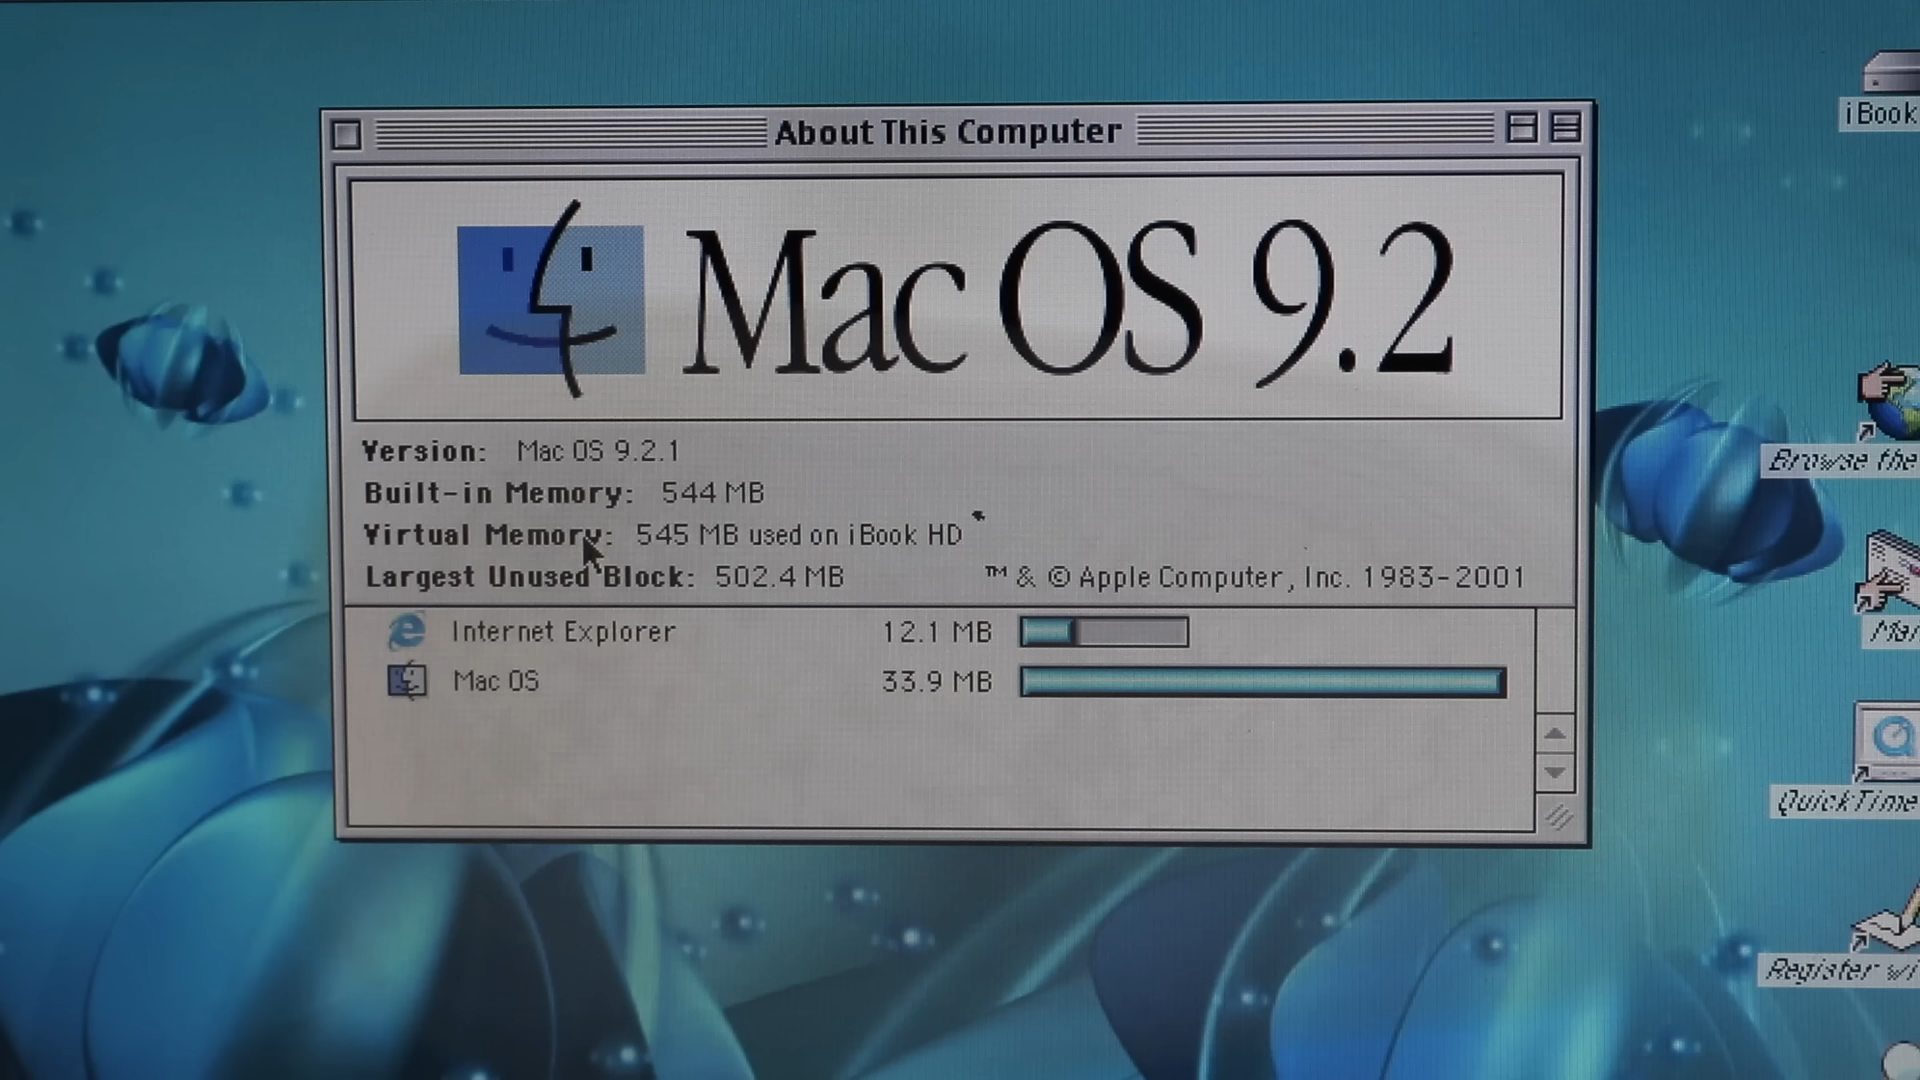 About This Computer
Mac OS 9.2
Version: Mac OS 9.2.1
Built-in Memory: 544 MB
Virtual Memory: 545 MB used on iBook HD
Largest Unused Block: 502.4 MB ™ & © Apple Computer, Inc. 1983-2001
Internet Explorer 12.1 MB
Mac OS 33.9 MB
iBook
Browse the
QuickTime
Register